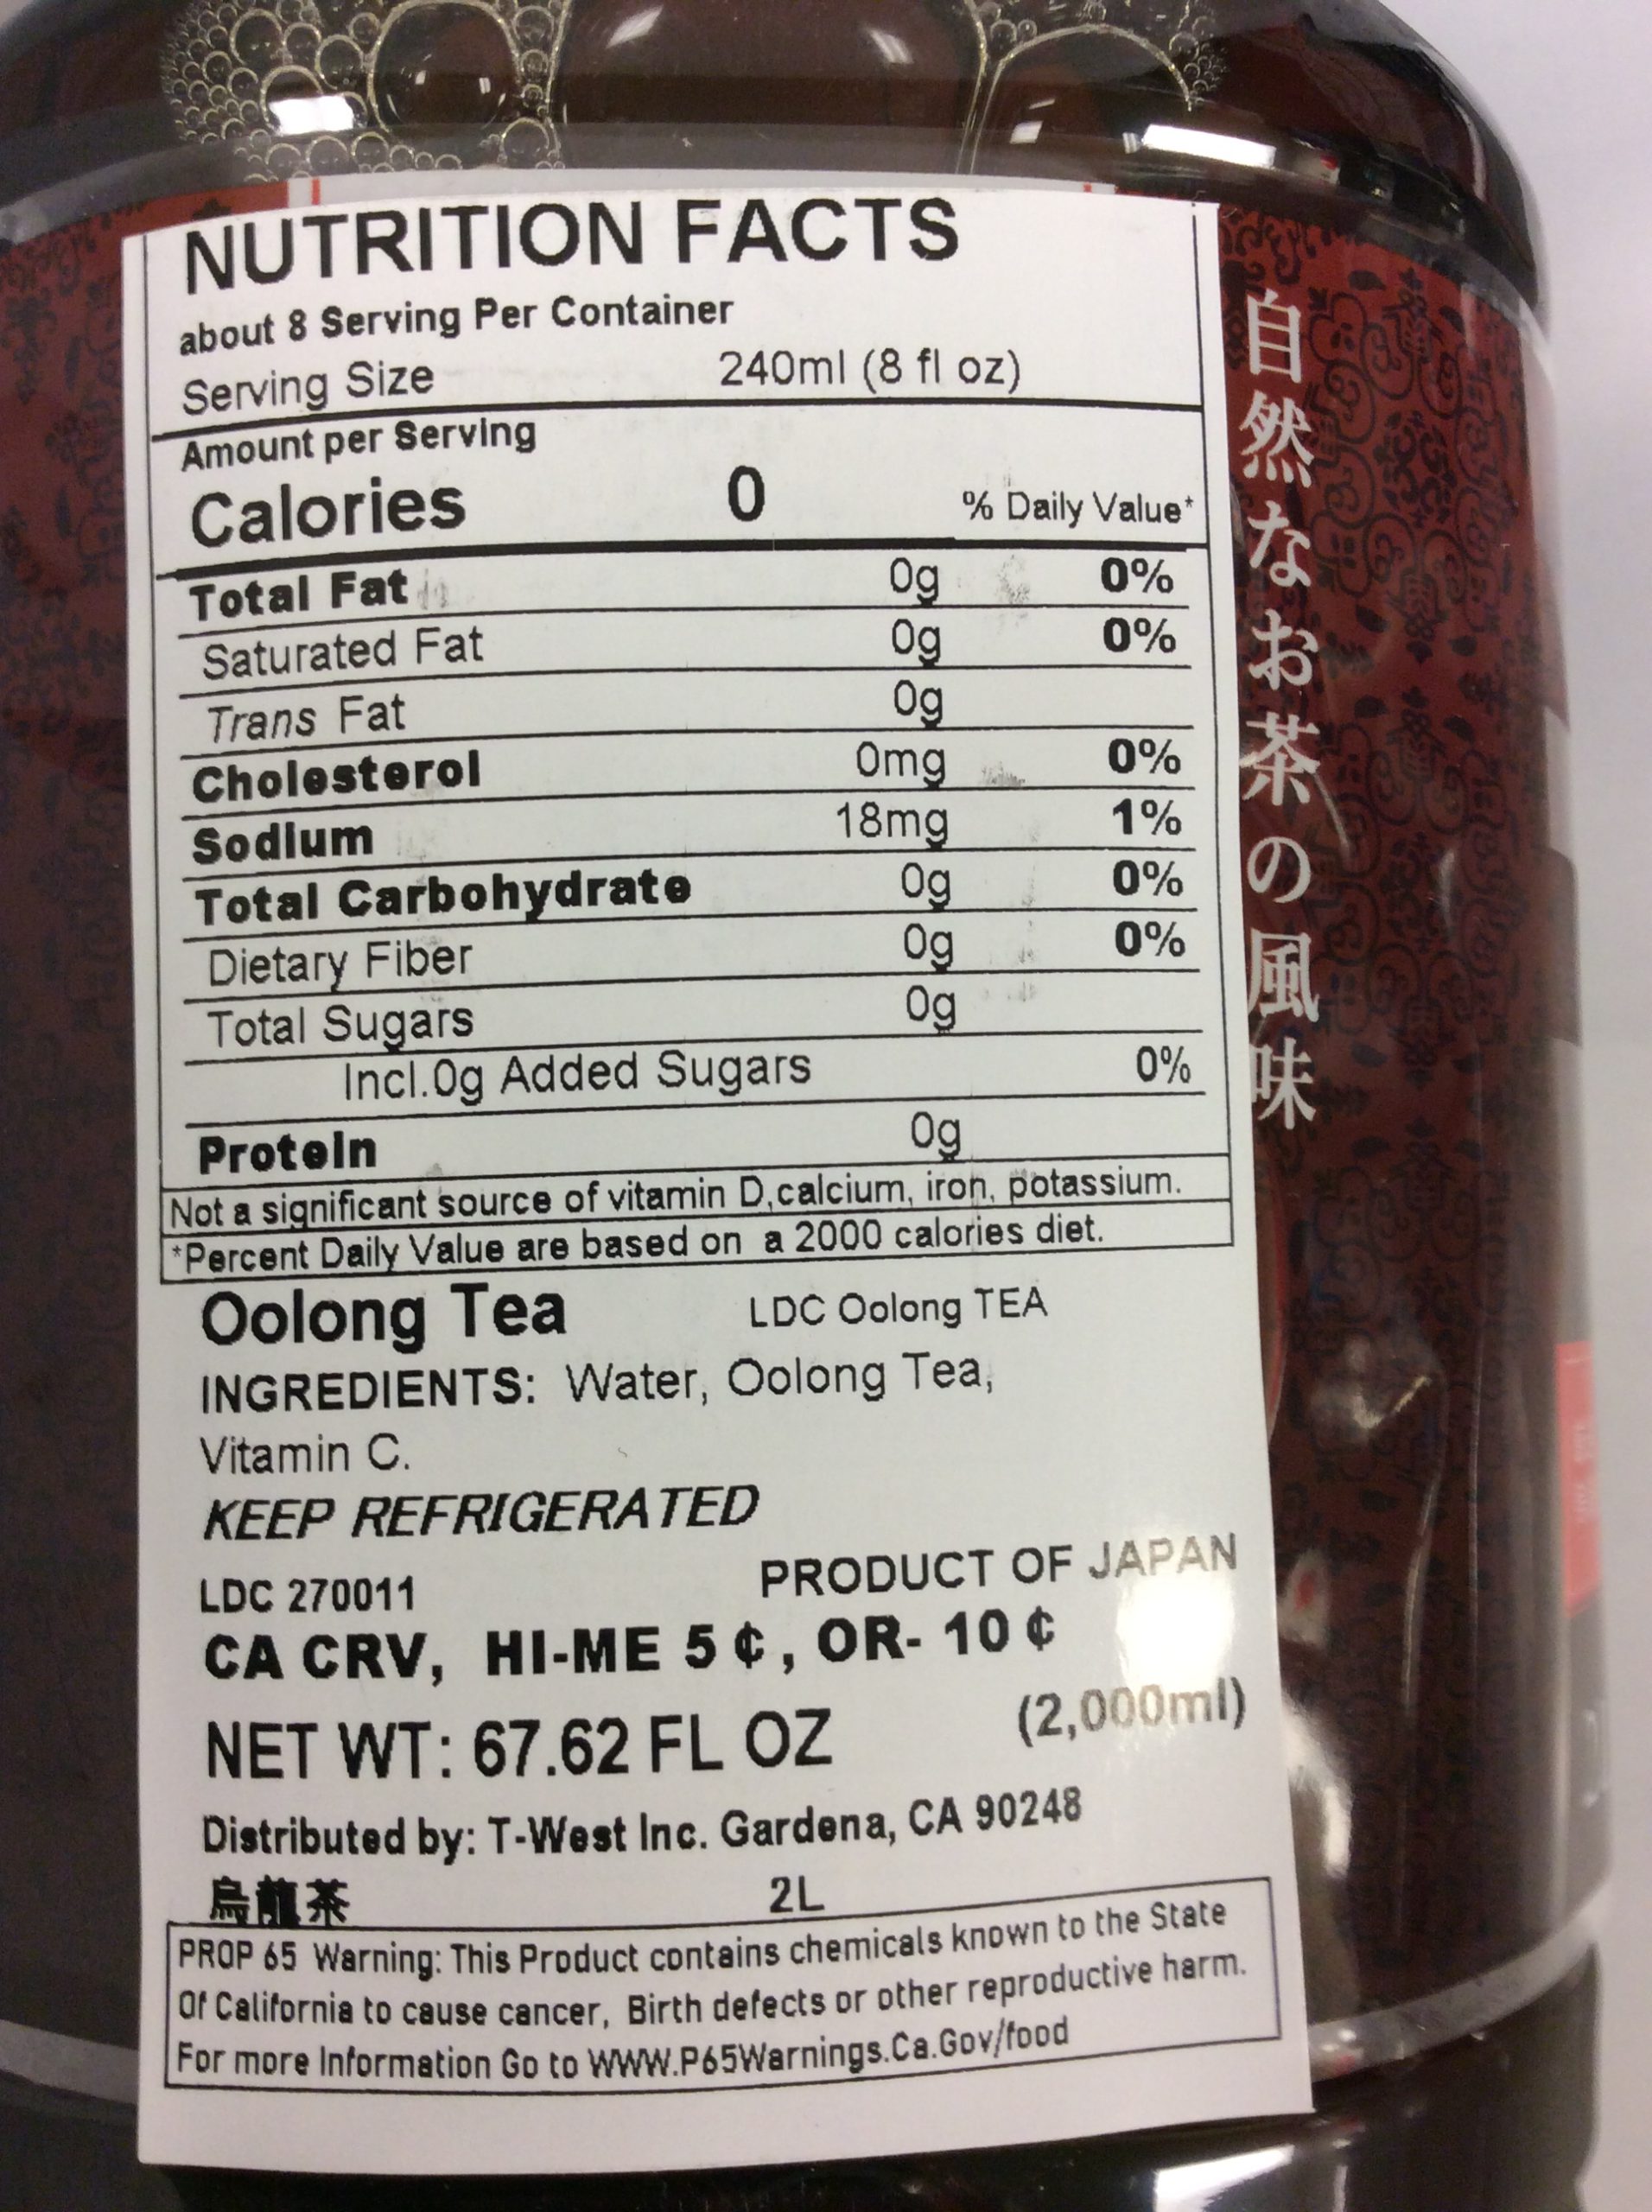 NUTRITION FACTS
about 8 Serving Per Container
Serving Size 240ml (8 fl oz)
Amount per Serving
Calories 0 % Daily Value*
Total Fat 0g 0%
Saturated Fat 0g 0%
Trans Fat 0g
Cholesterol 0mg 0%
Sodium 18mg 1%
Total Carbohydrate 0g 0%
Dietary Fiber 0g 0%
Total Sugars 0g
Incl.0g Added Sugars 0%
Protein 0g
Not a significant source of vitamin D,calcium, iron, potassium.
*Percent Daily Value are based on a 2000 calories diet.
Oolong Tea LDC Oolong TEA
INGREDIENTS: Water, Oolong Tea,
Vitamin C.
KEEP REFRIGERATED
LDC 270011 PRODUCT OF JAPAN
CA CRV, HI-ME 5 ¢, OR- 10 ¢
NET WT: 67.62 FL OZ (2,000ml)
Distributed by: T-West Inc. Gardena, CA 90248
烏龍茶 2L
PROP 65 Warning: This Product contains chemicals known to the State
Of California to cause cancer, Birth defects or other reproductive harm.
For more Information Go to WWW.P65Warnings.Ca.Gov/food
自然なお茶の風味